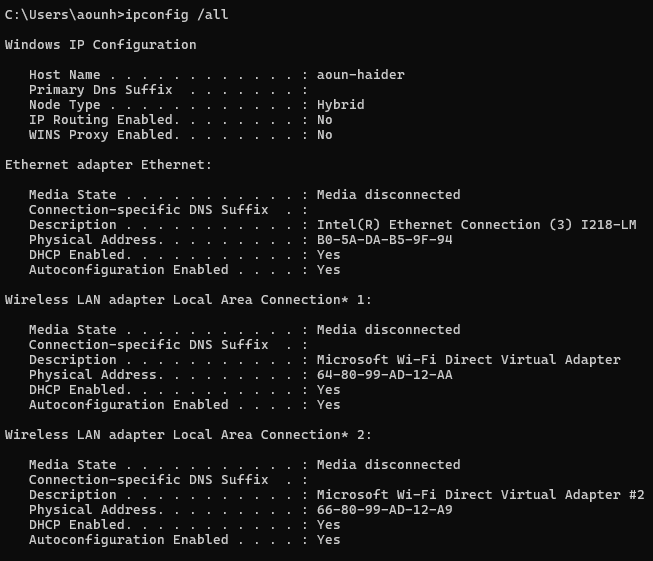 C:\Users\aounh>ipconfig /all
Windows IP Configuration
Host Name . . . . . . . . . . . . : aoun-haider
Primary Dns Suffix  . . . . . . . :
Node Type . . . . . . . . . . . . : Hybrid
IP Routing Enabled. . . . . . . . : No
WINS Proxy Enabled. . . . . . . . : No
Ethernet adapter Ethernet:
Media State . . . . . . . . . . . : Media disconnected
Connection-specific DNS Suffix  . :
Description . . . . . . . . . . . : Intel(R) Ethernet Connection (3) I218-LM
Physical Address. . . . . . . . . : B0-5A-DA-B5-9F-94
DHCP Enabled. . . . . . . . . . . : Yes
Autoconfiguration Enabled . . . . : Yes
Wireless LAN adapter Local Area Connection* 1:
Media State . . . . . . . . . . . : Media disconnected
Connection-specific DNS Suffix  . :
Description . . . . . . . . . . . : Microsoft Wi-Fi Direct Virtual Adapter
Physical Address. . . . . . . . . : 64-80-99-AD-12-AA
DHCP Enabled. . . . . . . . . . . : Yes
Autoconfiguration Enabled . . . . : Yes
Wireless LAN adapter Local Area Connection* 2:
Media State . . . . . . . . . . . : Media disconnected
Connection-specific DNS Suffix  . :
Description . . . . . . . . . . . : Microsoft Wi-Fi Direct Virtual Adapter #2
Physical Address. . . . . . . . . : 66-80-99-AD-12-A9
DHCP Enabled. . . . . . . . . . . : Yes
Autoconfiguration Enabled . . . . : Yes